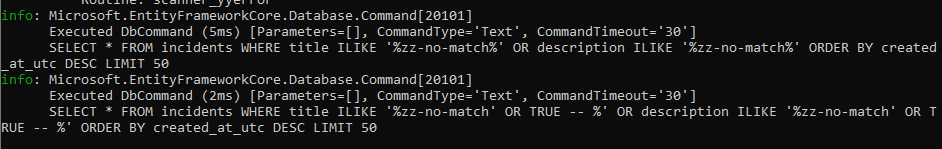 Routine: scanner_yyerror
info: Microsoft.EntityFrameworkCore.Database.Command[20101]
Executed DbCommand (5ms) [Parameters=[], CommandType='Text', CommandTimeout='30']
SELECT * FROM incidents WHERE title ILIKE '%zz-no-match%' OR description ILIKE '%zz-no-match%' ORDER BY created
_at_utc DESC LIMIT 50
info: Microsoft.EntityFrameworkCore.Database.Command[20101]
Executed DbCommand (2ms) [Parameters=[], CommandType='Text', CommandTimeout='30']
SELECT * FROM incidents WHERE title ILIKE '%zz-no-match' OR TRUE -- %' OR description ILIKE '%zz-no-match' OR T
RUE -- %' ORDER BY created_at_utc DESC LIMIT 50